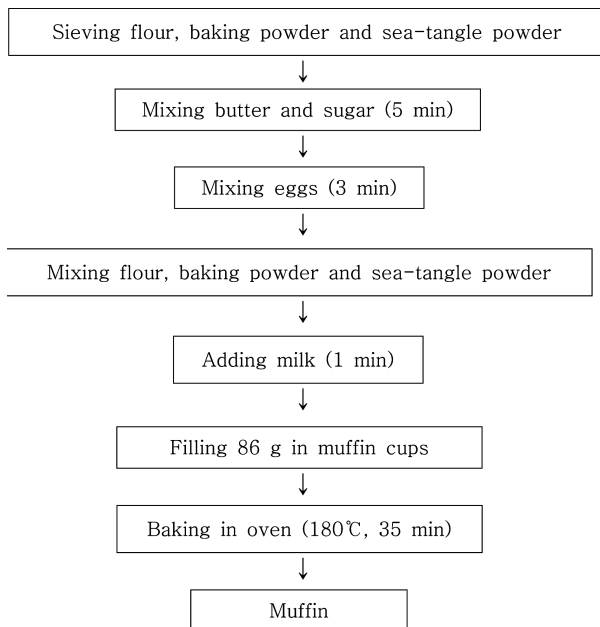 Sieving flour, baking powder and sea-tangle powder
Mixing butter and sugar (5 min)
Mixing eggs (3 min)
Mixing flour, baking powder and sea-tangle powder
Adding milk (1 min)
Filling 86 g in muffin cups
Baking in oven (180℃, 35 min)
Muffin